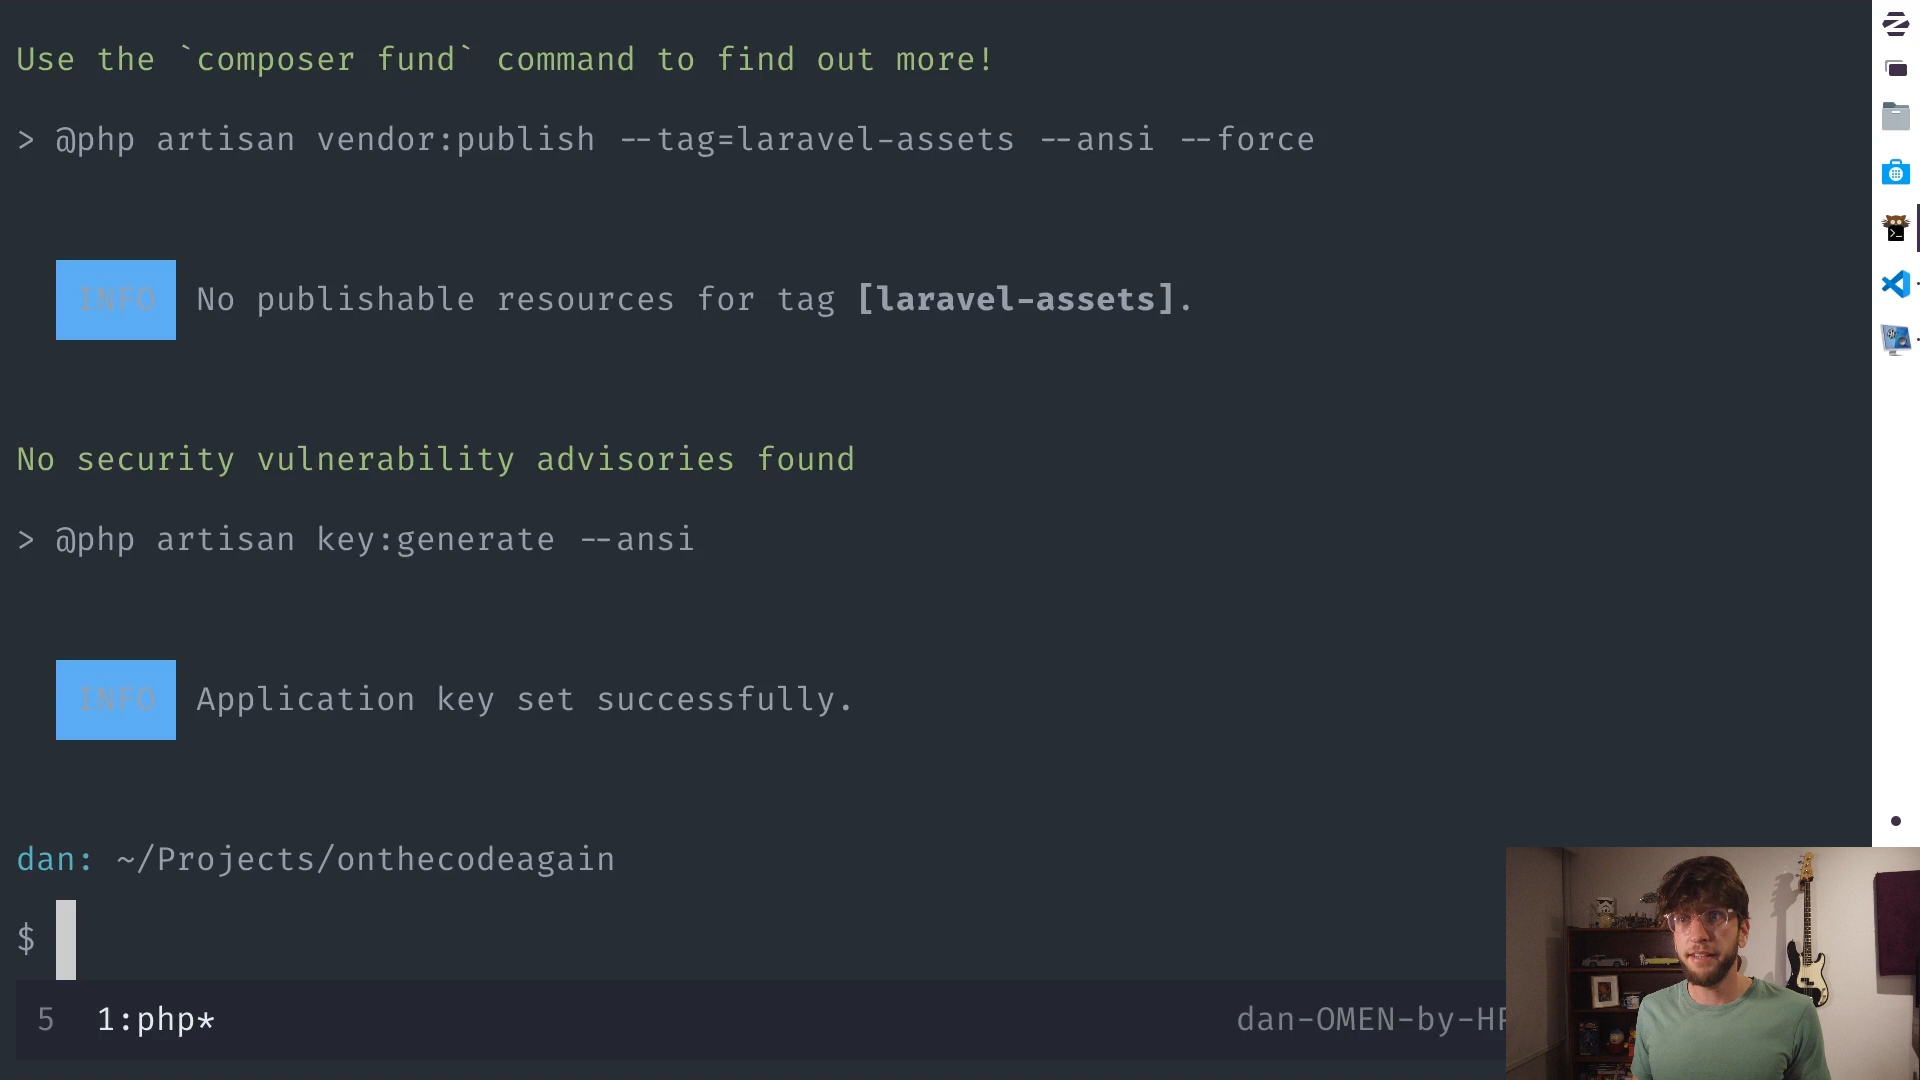 Use the `composer fund` command to find out more!
> @php artisan vendor:publish --tag=laravel-assets --ansi --force
INFO No publishable resources for tag [laravel-assets].
No security vulnerability advisories found
> @php artisan key:generate --ansi
INFO Application key set successfully.
dan: ~/Projects/onthecodeagain
$
5 1:php* dan-OMEN-by-HP